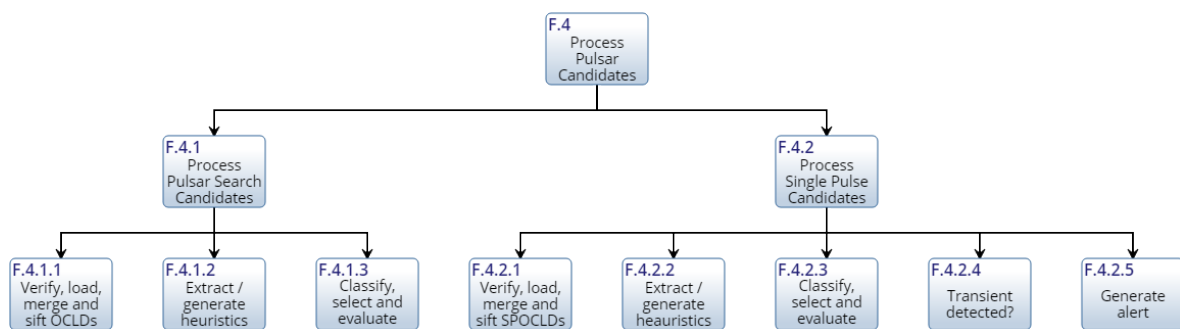 F.4
Process
Pulsar
Candidates
F.4.1
Process
Pulsar Search
Candidates
F.4.2
Process
Single Pulse
Candidates
F.4.1.1
Verify, load,
merge and
sift OCLDs
F.4.1.2
Extract /
generate
heuristics
F.4.1.3
Classify,
select and
evaluate
F.4.2.1
Verify, load,
merge and
sift SPOCLDs
F.4.2.2
Extract /
generate
heauristics
F.4.2.3
Classify,
select and
evaluate
F.4.2.4
Transient
detected?
F.4.2.5
Generate
alert